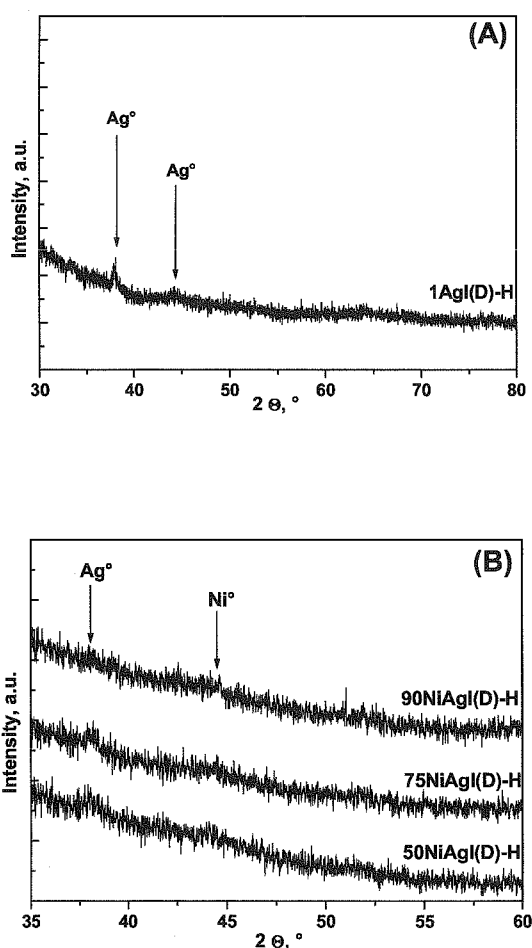 (A)
Ag°
Ag°
Intensity, a.u.
1AgI(D)-H
30 40 50 60 70 80
2 Θ, °
(B)
Ag°
Ni°
Intensity, a.u.
90NiAgI(D)-H
75NiAgI(D)-H
50NiAgI(D)-H
35 40 45 50 55 60
2 Θ, °